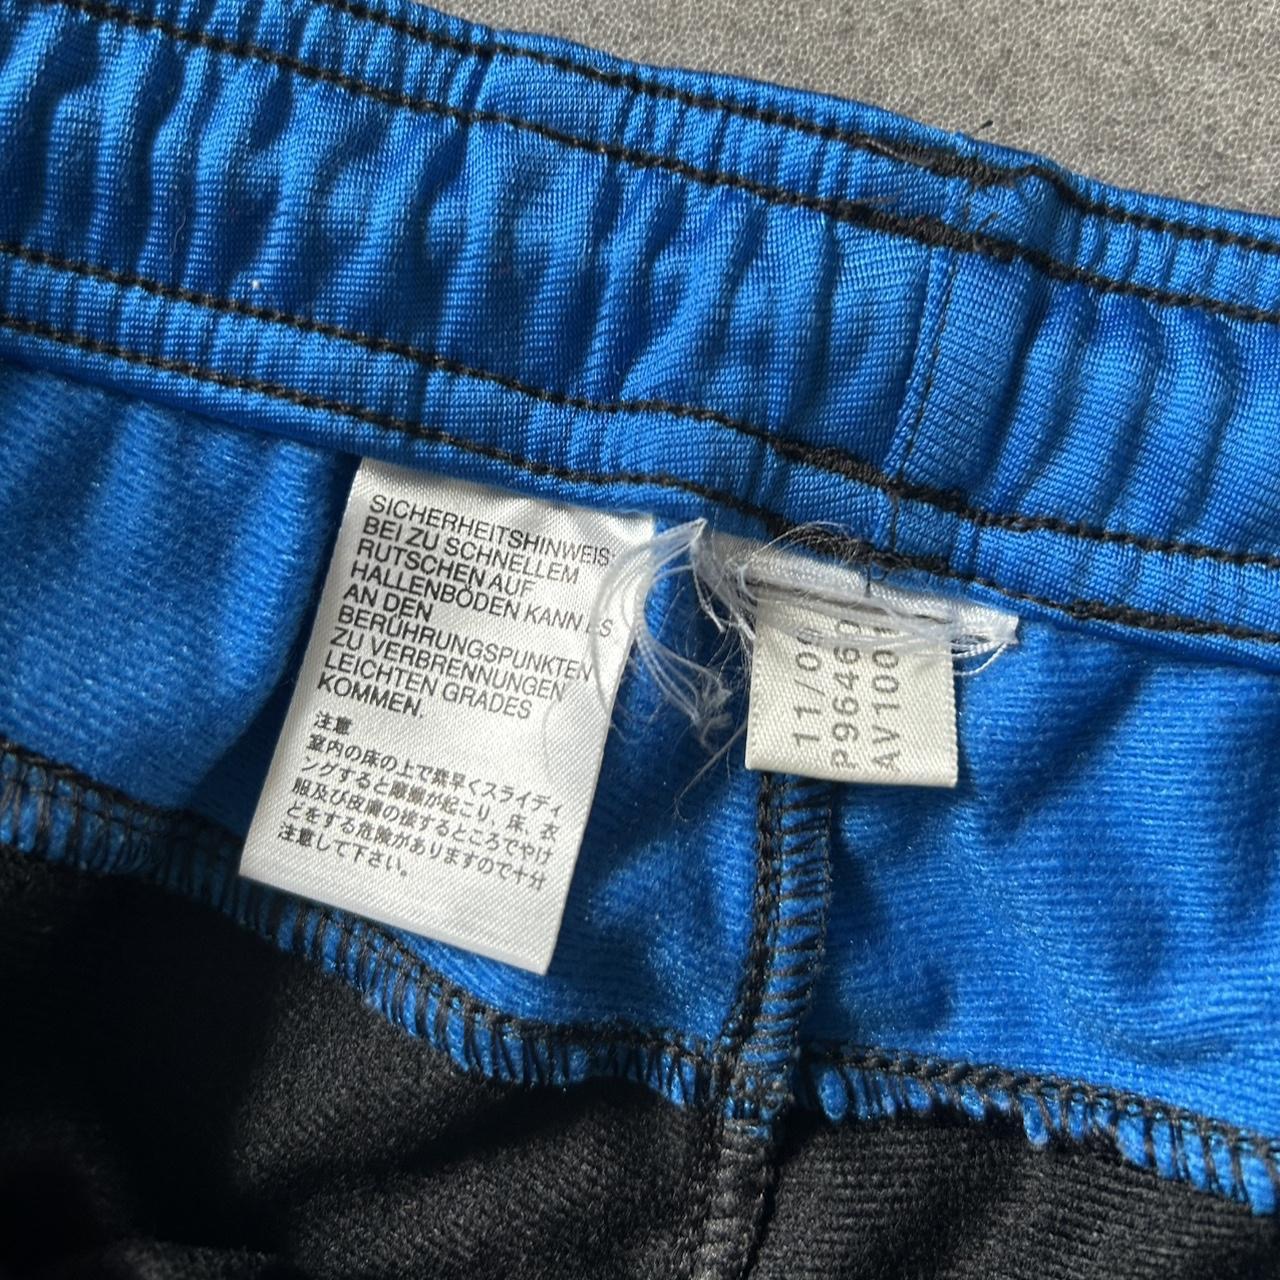 SICHERHEITSHINWEIS:
BEI ZU SCHNELLEM
RUTSCHEN AUF
HALLENBÖDEN KANN ES
AN DEN
BERÜHRUNGSPUNKTEN
ZU VERBRENNUNGEN
LEICHTEN GRADES
KOMMEN.
注意
室内の床の上で素早くスライディ
ングすると摩擦が起こり、床、衣
服及び皮膚の接するところでやけ
どをする危険がありますので十分
注意して下さい。
11/0
P96460
AV100